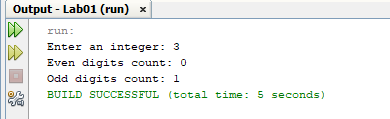 Output - Lab01 (run) ×
run:
Enter an integer: 3
Even digits count: 0
Odd digits count: 1
BUILD SUCCESSFUL (total time: 5 seconds)